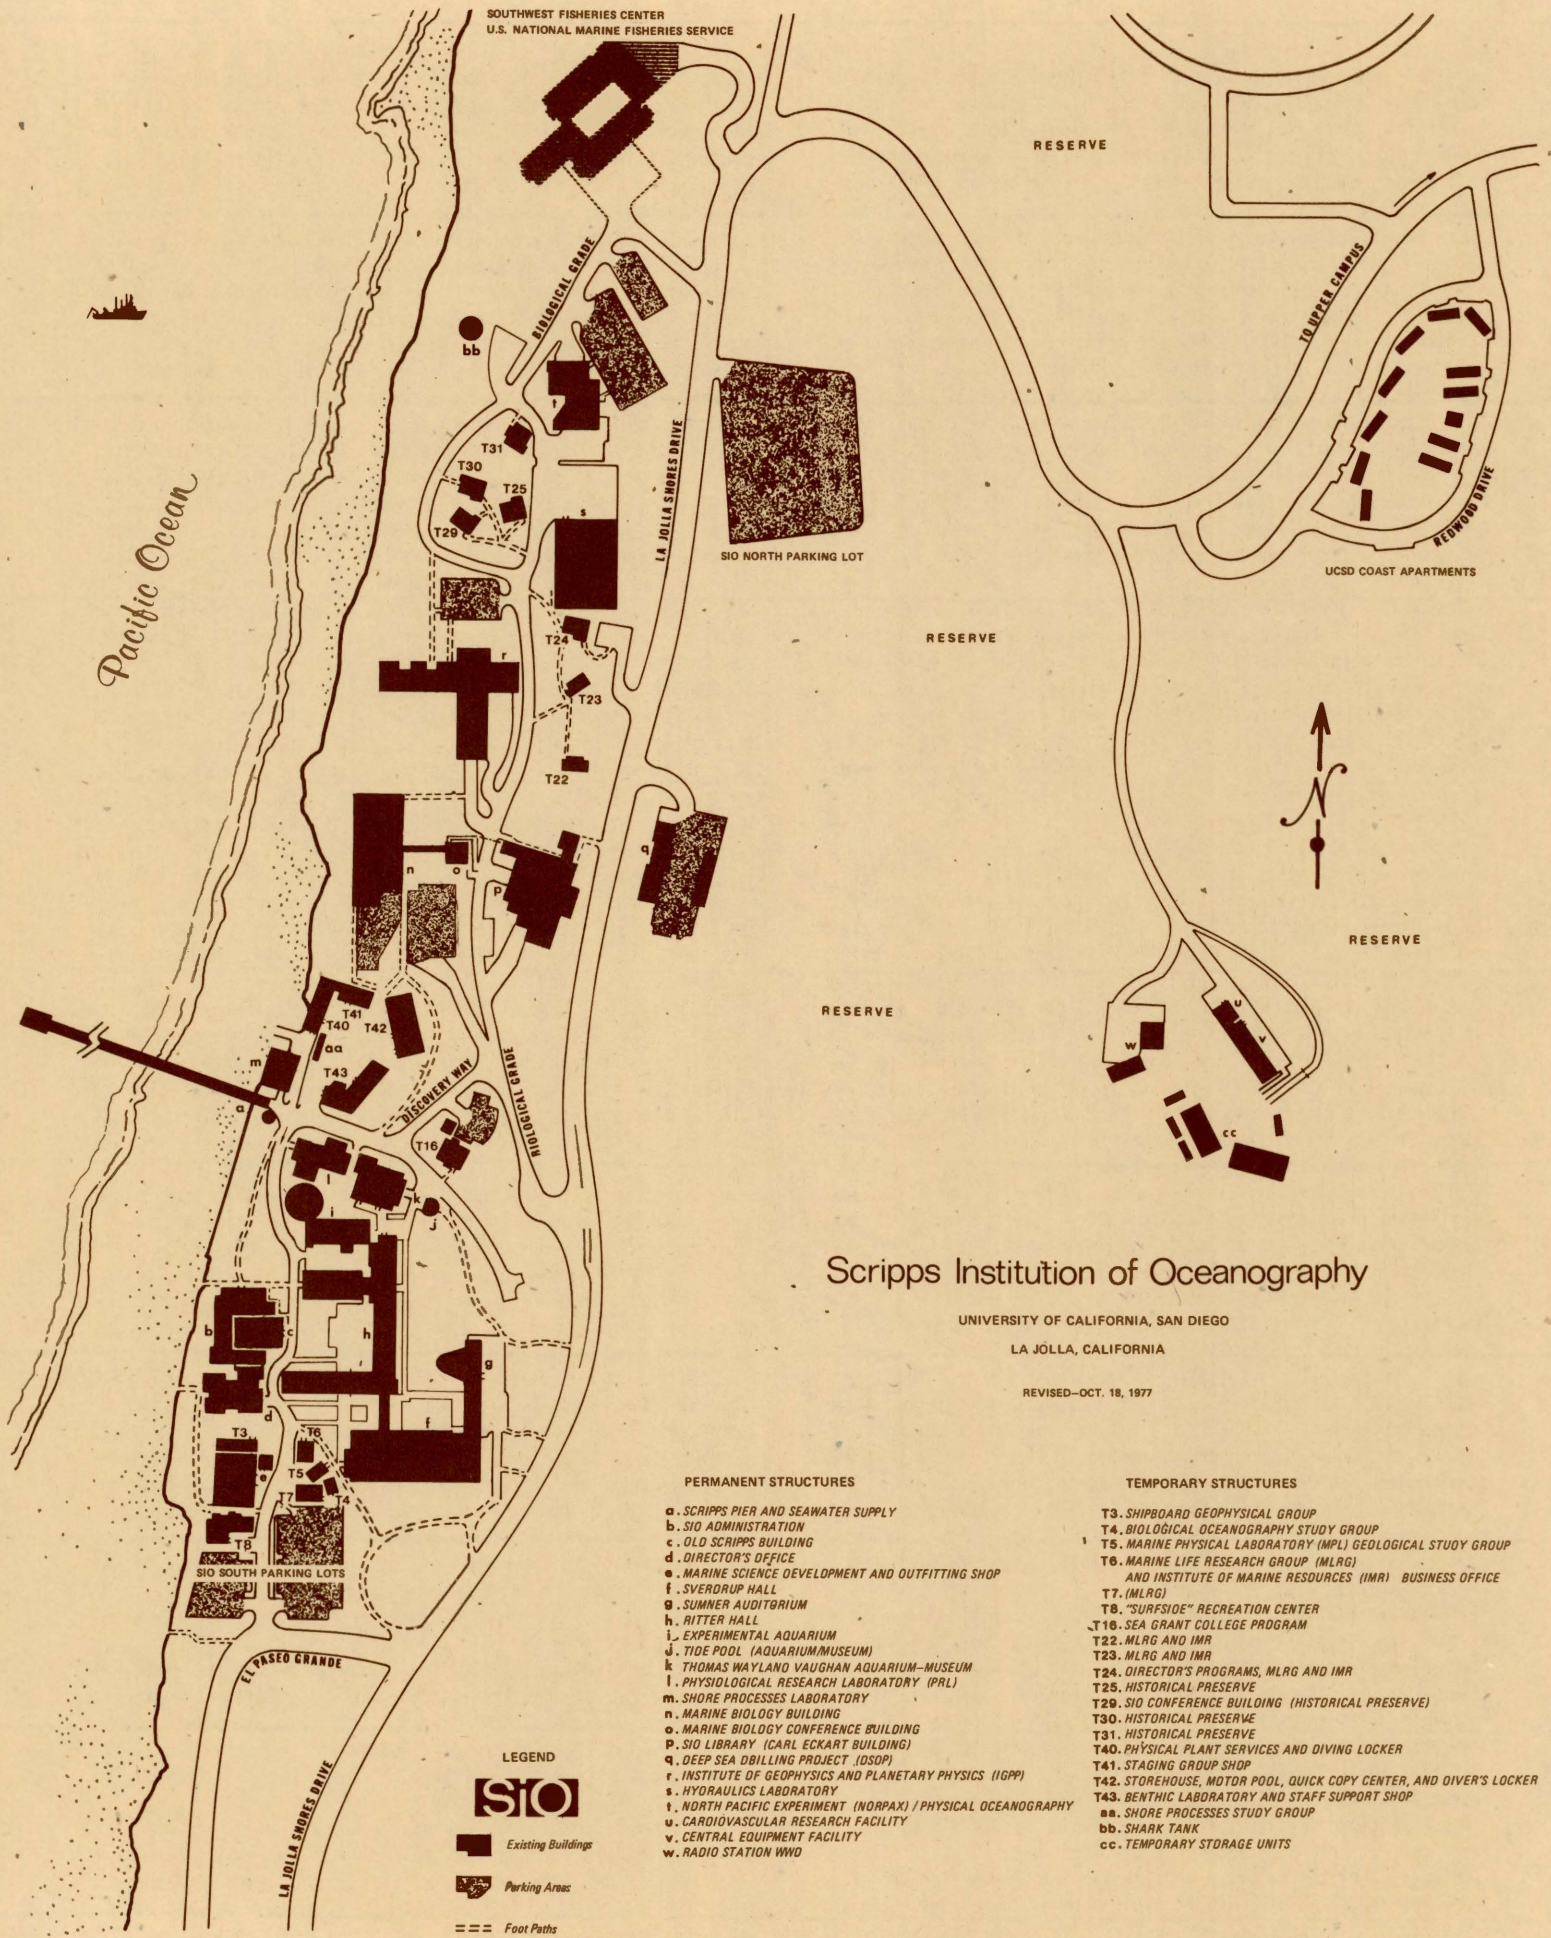 SOUTHWEST FISHERIES CENTER
U.S. NATIONAL MARINE FISHERIES SERVICE
RESERVE
BIOLOGICAL GRADE
TO UPPER CAMPUS
bb
t
LA JOLLA SHORES DRIVE
T31
T30
T25
T29
s
REDWOOD DRIVE
SIO NORTH PARKING LOT
UCSD COAST APARTMENTS
Pacific Ocean
T24
RESERVE
r
T23
N
T22
q
n
o
p
RESERVE
RESERVE
T41
T40
T42
aa
m
T43
DISCOVERY WAY
BIOLOGICAL GRADE
u
v
w
a
T16
cc
l
k
i
j
Scripps Institution of Oceanography
UNIVERSITY OF CALIFORNIA, SAN DIEGO
LA JOLLA, CALIFORNIA
REVISED—OCT. 18, 1977
b
c
h
g
d
f
T3
T6
e
T5
T7
T4
T8
SIO SOUTH PARKING LOTS
EL PASEO GRANDE
LA JOLLA SHORES DRIVE
PERMANENT STRUCTURES
a. SCRIPPS PIER AND SEAWATER SUPPLY
b. SIO ADMINISTRATION
c. OLD SCRIPPS BUILDING
d. DIRECTOR'S OFFICE
e. MARINE SCIENCE DEVELOPMENT AND OUTFITTING SHOP
f. SVERDRUP HALL
g. SUMNER AUDITORIUM
h. RITTER HALL
i. EXPERIMENTAL AQUARIUM
j. TIDE POOL (AQUARIUM/MUSEUM)
k THOMAS WAYLAND VAUGHAN AQUARIUM—MUSEUM
l. PHYSIOLOGICAL RESEARCH LABORATORY (PRL)
m. SHORE PROCESSES LABORATORY
n. MARINE BIOLOGY BUILDING
o. MARINE BIOLOGY CONFERENCE BUILDING
p. SIO LIBRARY (CARL ECKART BUILDING)
q. DEEP SEA DBILLING PROJECT (DSDP)
r. INSTITUTE OF GEOPHYSICS AND PLANETARY PHYSICS (IGPP)
s. HYDRAULICS LABORATORY
t. NORTH PACIFIC EXPERIMENT (NORPAX) / PHYSICAL OCEANOGRAPHY
u. CARDIOVASCULAR RESEARCH FACILITY
v. CENTRAL EQUIPMENT FACILITY
w. RADIO STATION WWD
TEMPORARY STRUCTURES
T3. SHIPBOARD GEOPHYSICAL GROUP
T4. BIOLOGICAL OCEANOGRAPHY STUDY GROUP
T5. MARINE PHYSICAL LABORATORY (MPL) GEOLOGICAL STUDY GROUP
T6. MARINE LIFE RESEARCH GROUP (MLRG)
AND INSTITUTE OF MARINE RESOURCES (IMR) BUSINESS OFFICE
T7. (MLRG)
T8. "SURFSIDE" RECREATION CENTER
T16. SEA GRANT COLLEGE PROGRAM
T22. MLRG AND IMR
T23. MLRG AND IMR
T24. DIRECTOR'S PROGRAMS, MLRG AND IMR
T25. HISTORICAL PRESERVE
T29. SIO CONFERENCE BUILDING (HISTORICAL PRESERVE)
T30. HISTORICAL PRESERVE
T31. HISTORICAL PRESERVE
T40. PHYSICAL PLANT SERVICES AND DIVING LOCKER
T41. STAGING GROUP SHOP
T42. STOREHOUSE, MOTOR POOL, QUICK COPY CENTER, AND DIVER'S LOCKER
T43. BENTHIC LABORATORY AND STAFF SUPPORT SHOP
aa. SHORE PROCESSES STUDY GROUP
bb. SHARK TANK
cc. TEMPORARY STORAGE UNITS
LEGEND
SiO
Existing Buildings
Parking Areas
Foot Paths